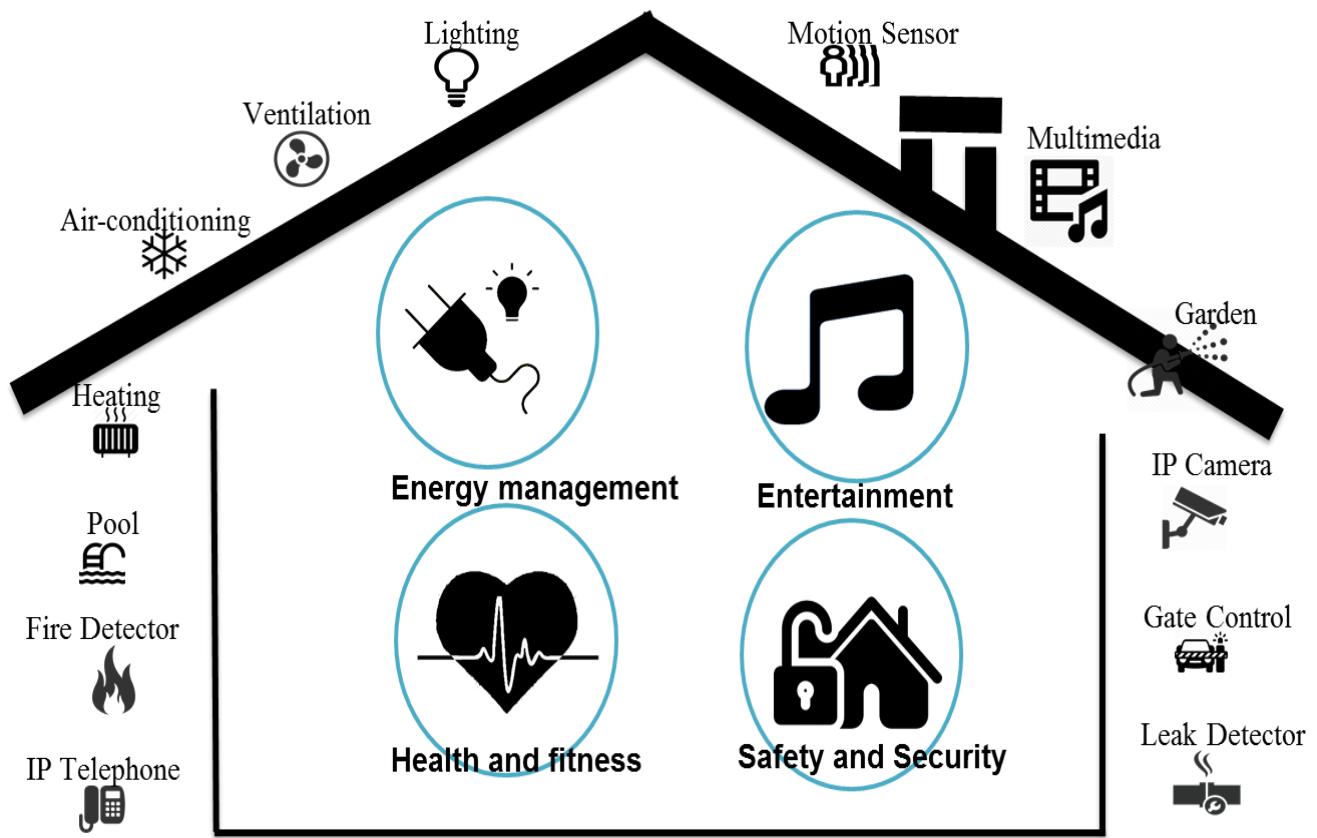 Lighting
Motion Sensor
Ventilation
Multimedia
Air-conditioning
Garden
Heating
IP Camera
Energy management
Entertainment
Pool
Gate Control
Fire Detector
Leak Detector
Health and fitness
Safety and Security
IP Telephone